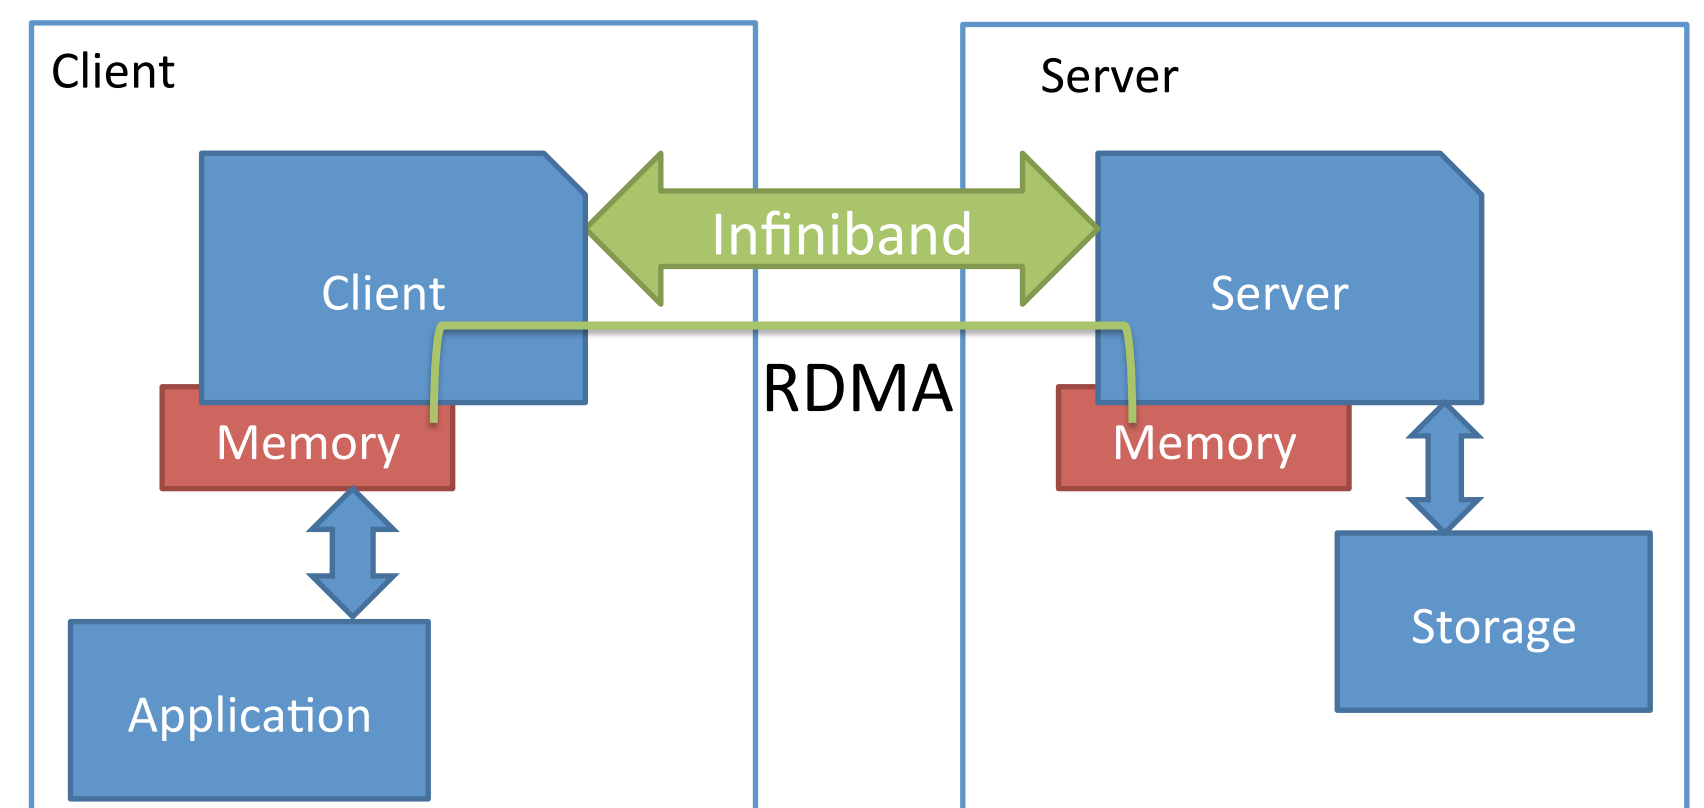 Client
Server
Infiniband
Client
Server
RDMA
Memory
Memory
Storage
Application